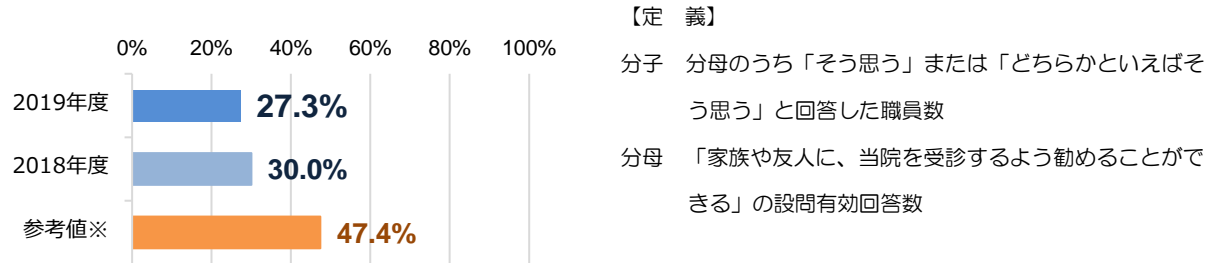 0% 20% 40% 60% 80% 100%
2019年度 27.3%
2018年度 30.0%
参考値※ 47.4%
【定　義】
分子　分母のうち「そう思う」または「どちらかといえばそ
う思う」と回答した職員数
分母　「家族や友人に、当院を受診するよう勧めることがで
きる」の設問有効回答数